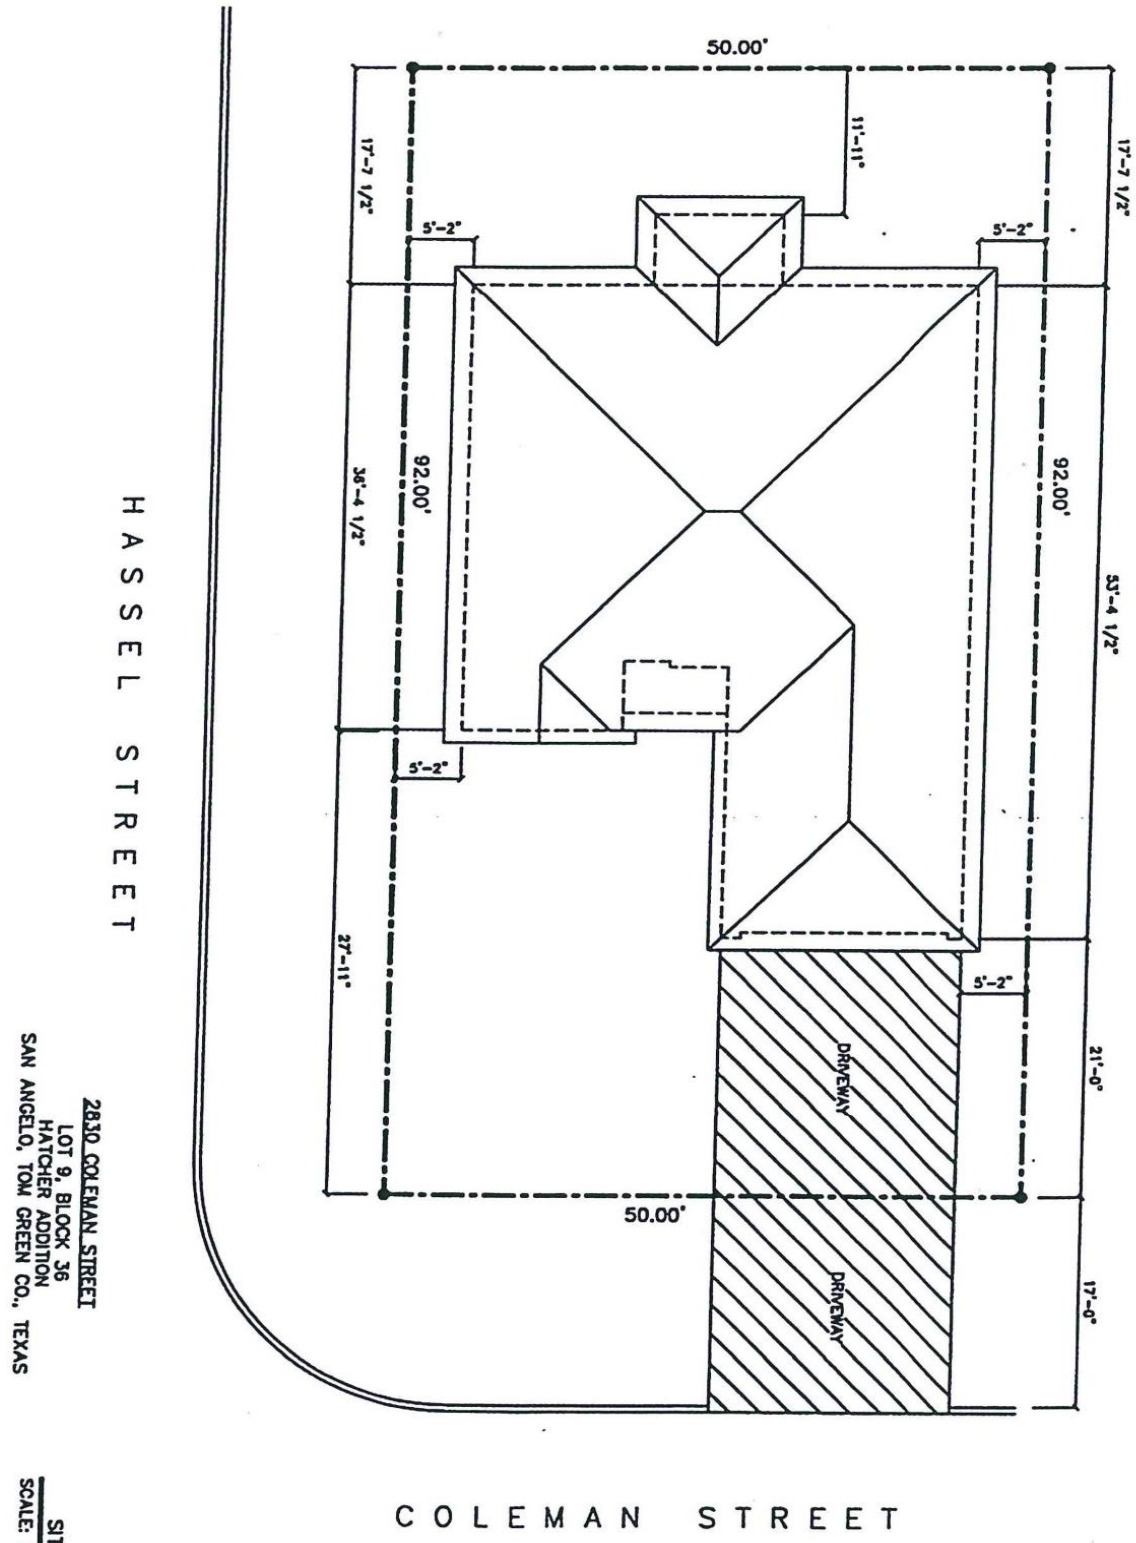 50.00'
17'-7 1/2"
11'-11"
17'-7 1/2"
5'-2"
5'-2"
92.00'
92.00'
36'-4 1/2"
53'-4 1/2"
HASSEL STREET
5'-2"
27'-11"
5'-2"
DRIVEWAY
21'-0"
50.00'
DRIVEWAY
17'-0"
2830 COLEMAN STREET
LOT 9, BLOCK 36
HATCHER ADDITION
SAN ANGELO, TOM GREEN CO., TEXAS
COLEMAN STREET
SIT
SCALE: